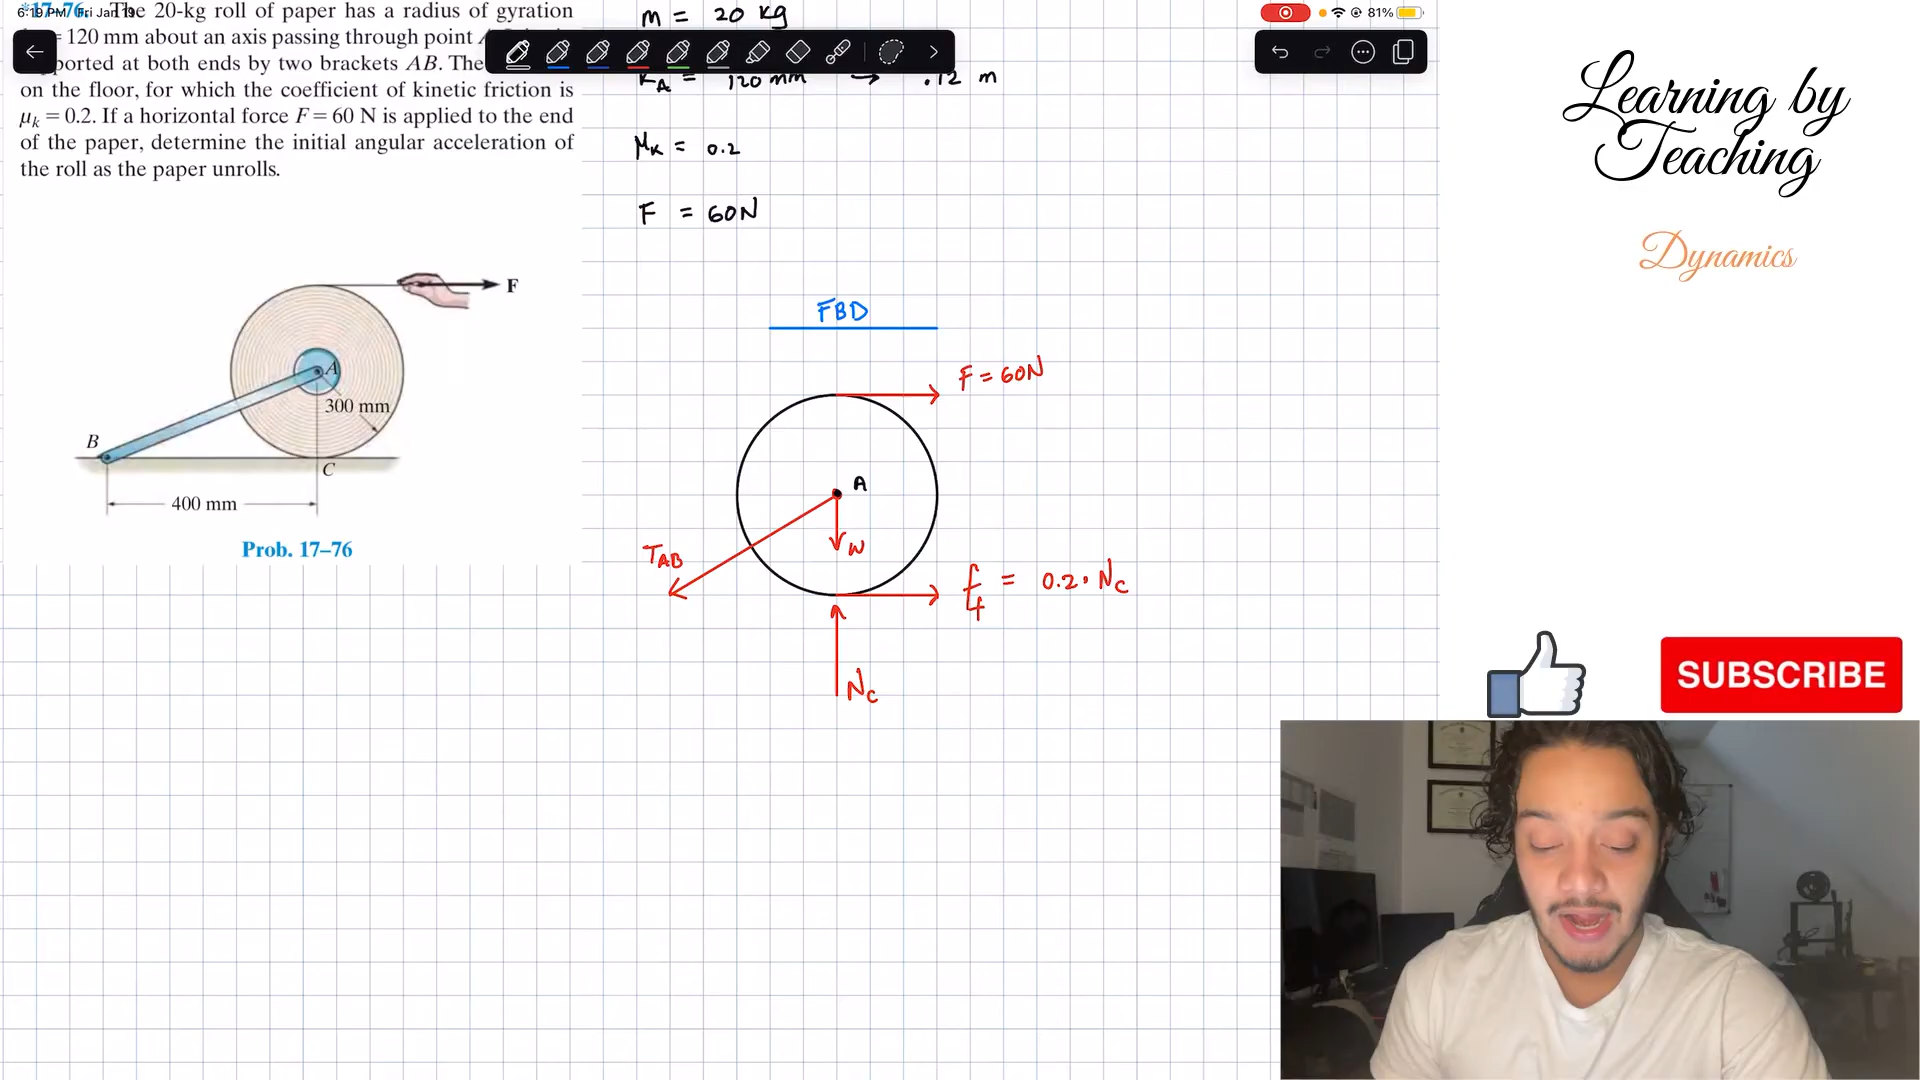 6:19 PM Fri Jan 19
The 20-kg roll of paper has a radius of gyration
= 120 mm about an axis passing through point
ported at both ends by two brackets AB. The
on the floor, for which the coefficient of kinetic friction is
μk = 0.2. If a horizontal force F = 60 N is applied to the end
of the paper, determine the initial angular acceleration of
the roll as the paper unrolls.
F
A
300 mm
B
C
400 mm
Prob. 17–76
m = 20 kg
KA = 120 mm → .12 m
μK = 0.2
F = 60N
FBD
F = 60N
A
TAB
W
ff = 0.2 · NC
NC
81%
Learning by
Teaching
Dynamics
SUBSCRIBE